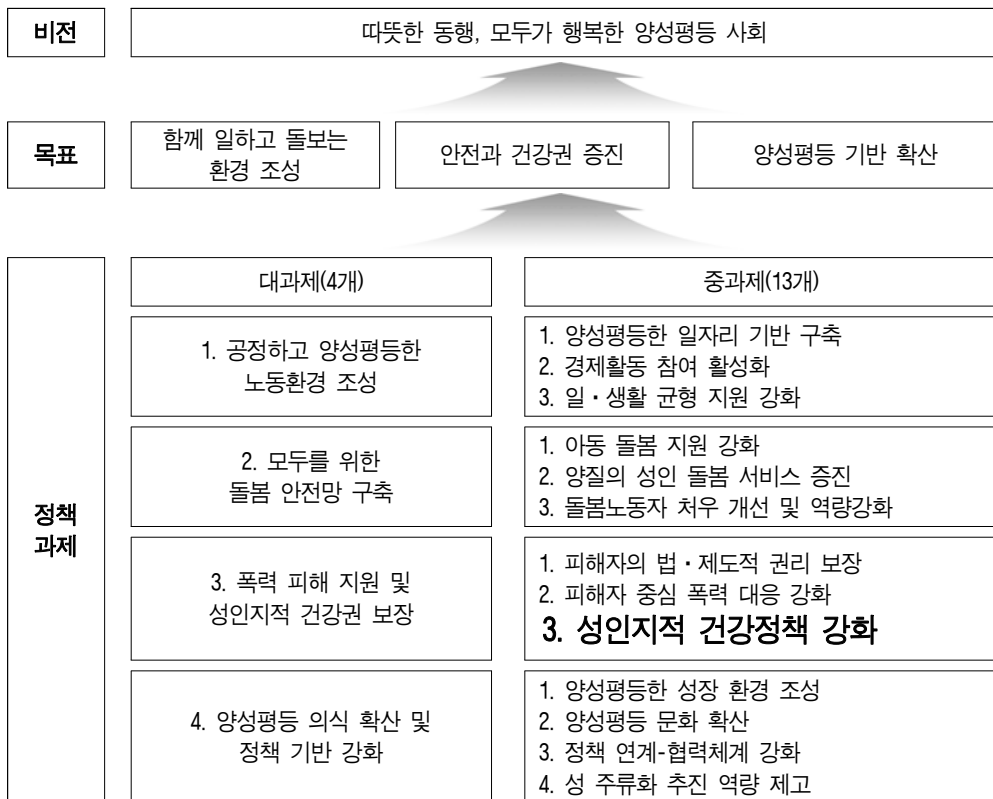 비전
따뜻한 동행, 모두가 행복한 양성평등 사회
목표
함께 일하고 돌보는
환경 조성
안전과 건강권 증진
양성평등 기반 확산
정책
과제
대과제(4개)
중과제(13개)
1. 공정하고 양성평등한
노동환경 조성
1. 양성평등한 일자리 기반 구축
2. 경제활동 참여 활성화
3. 일・생활 균형 지원 강화
2. 모두를 위한
돌봄 안전망 구축
1. 아동 돌봄 지원 강화
2. 양질의 성인 돌봄 서비스 증진
3. 돌봄노동자 처우 개선 및 역량강화
3. 폭력 피해 지원 및
성인지적 건강권 보장
1. 피해자의 법・제도적 권리 보장
2. 피해자 중심 폭력 대응 강화
3. 성인지적 건강정책 강화
4. 양성평등 의식 확산 및
정책 기반 강화
1. 양성평등한 성장 환경 조성
2. 양성평등 문화 확산
3. 정책 연계-협력체계 강화
4. 성 주류화 추진 역량 제고